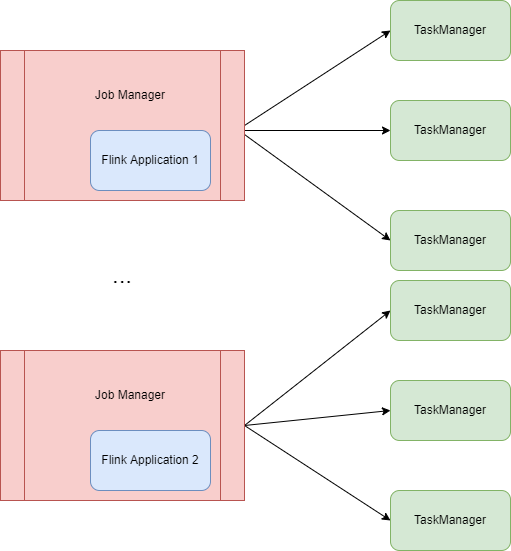 TaskManager
Job Manager
TaskManager
Flink Application 1
TaskManager
...
TaskManager
Job Manager
TaskManager
Flink Application 2
TaskManager